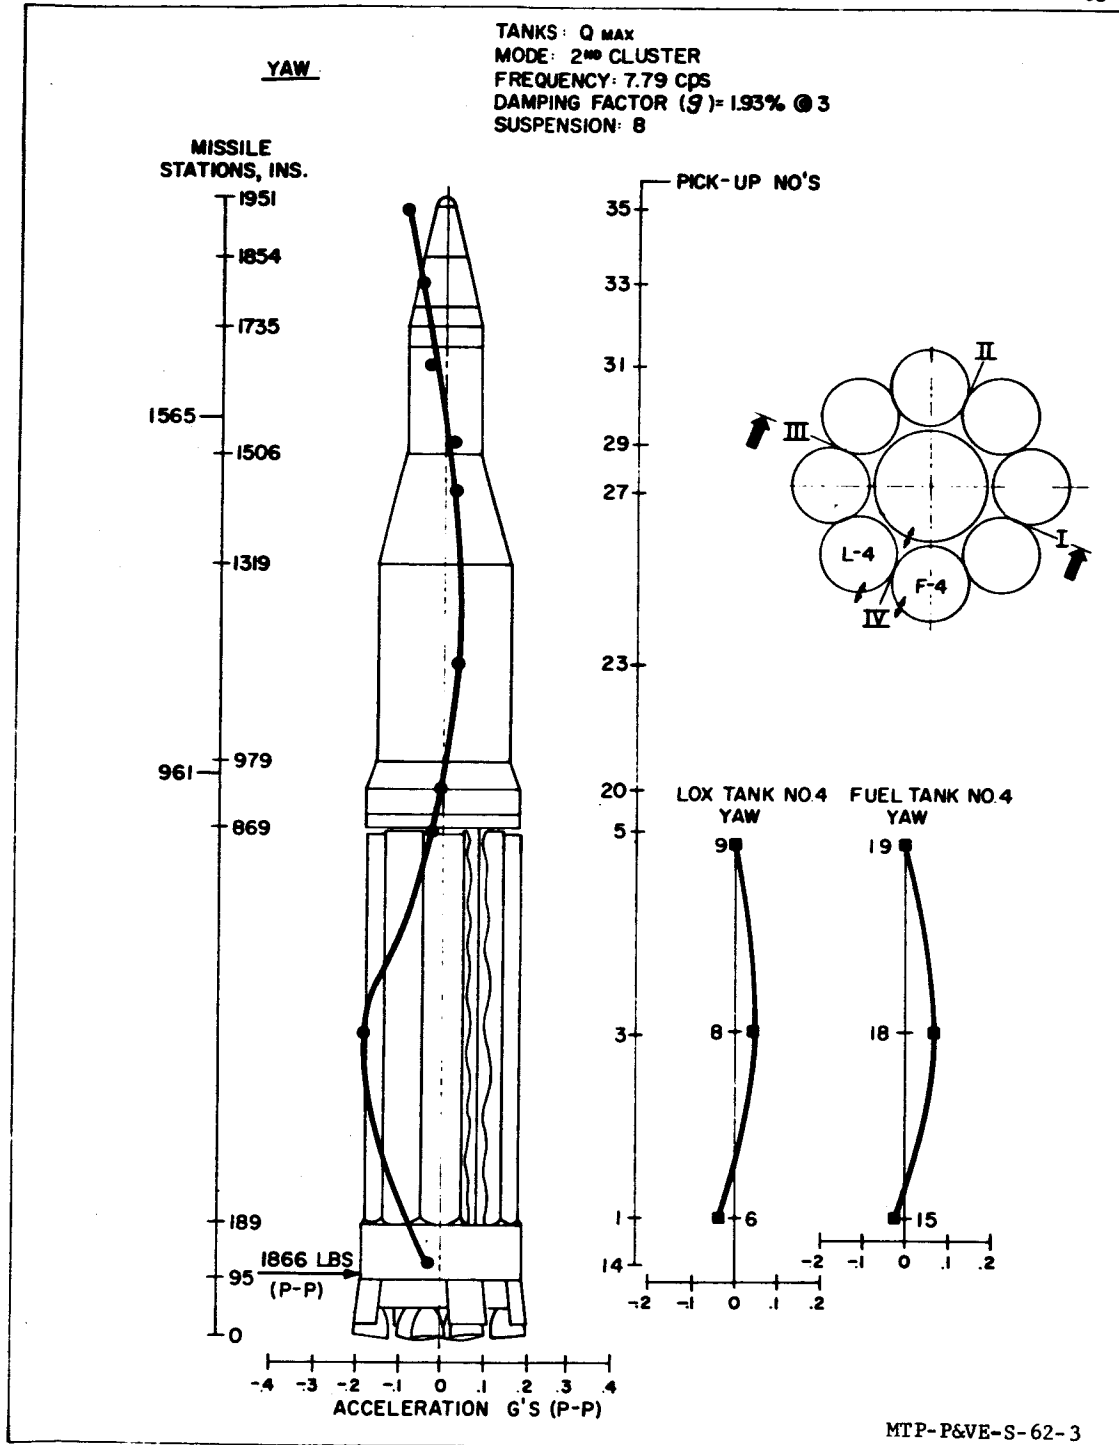 TANKS: Q MAX
MODE: 2ND CLUSTER
FREQUENCY: 7.79 cps
DAMPING FACTOR (g)= 1.93% @ 3
SUSPENSION: 8
YAW
MISSILE
STATIONS, INS.
1951
1854
1735
1565
1506
1319
979
961
869
189
95
0
1866 LBS
(P-P)
PICK-UP NO'S
35
33
31
29
27
23
20
5
3
1
14
II
III
I
IV
L-4
F-4
LOX TANK NO.4
YAW
9
8
6
-.2 -.1 0 .1 .2
FUEL TANK NO.4
YAW
19
18
15
-.2 -.1 0 .1 .2
-.4 -.3 -.2 -.1 0 .1 .2 .3 .4
ACCELERATION G'S (P-P)
MTP-P&VE-S-62-3